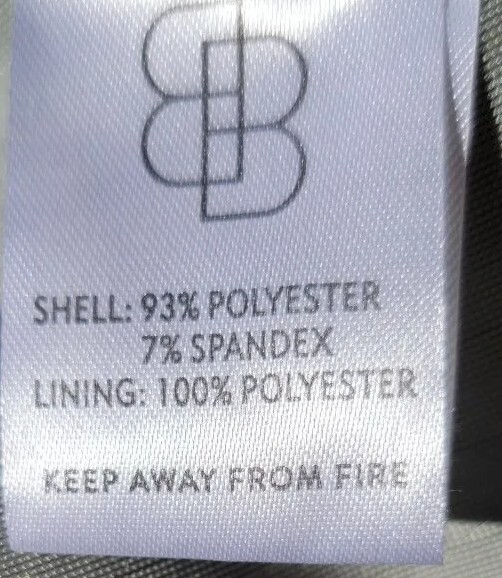 SHELL: 93% POLYESTER
7% SPANDEX
LINING: 100% POLYESTER
KEEP AWAY FROM FIRE